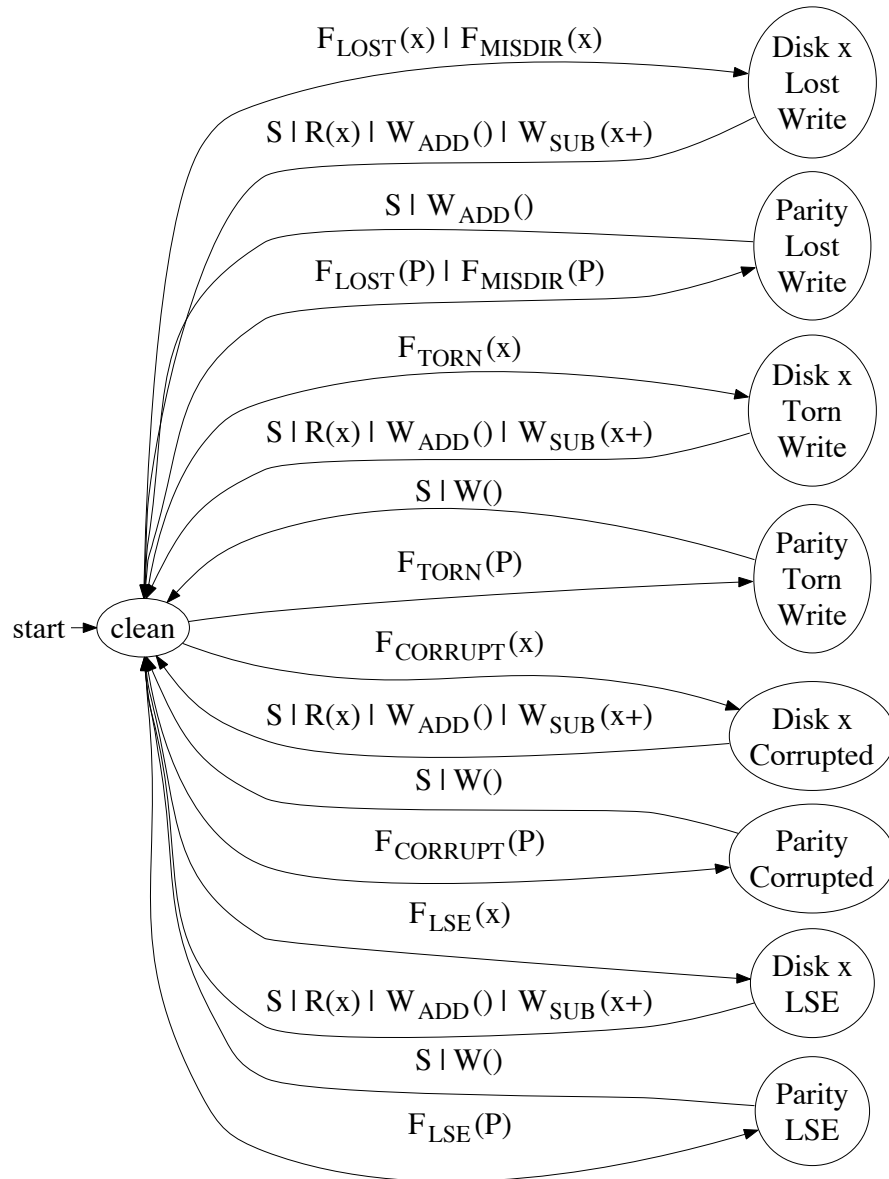 F_LOST(x) | F_MISDIR(x)
Disk x
Lost
Write
S | R(x) | W_ADD() | W_SUB(x+)
S | W_ADD()
Parity
Lost
Write
F_LOST(P) | F_MISDIR(P)
F_TORN(x)
Disk x
Torn
Write
S | R(x) | W_ADD() | W_SUB(x+)
S | W()
Parity
Torn
Write
F_TORN(P)
start
clean
F_CORRUPT(x)
S | R(x) | W_ADD() | W_SUB(x+)
Disk x
Corrupted
S | W()
F_CORRUPT(P)
Parity
Corrupted
F_LSE(x)
Disk x
LSE
S | R(x) | W_ADD() | W_SUB(x+)
S | W()
Parity
LSE
F_LSE(P)